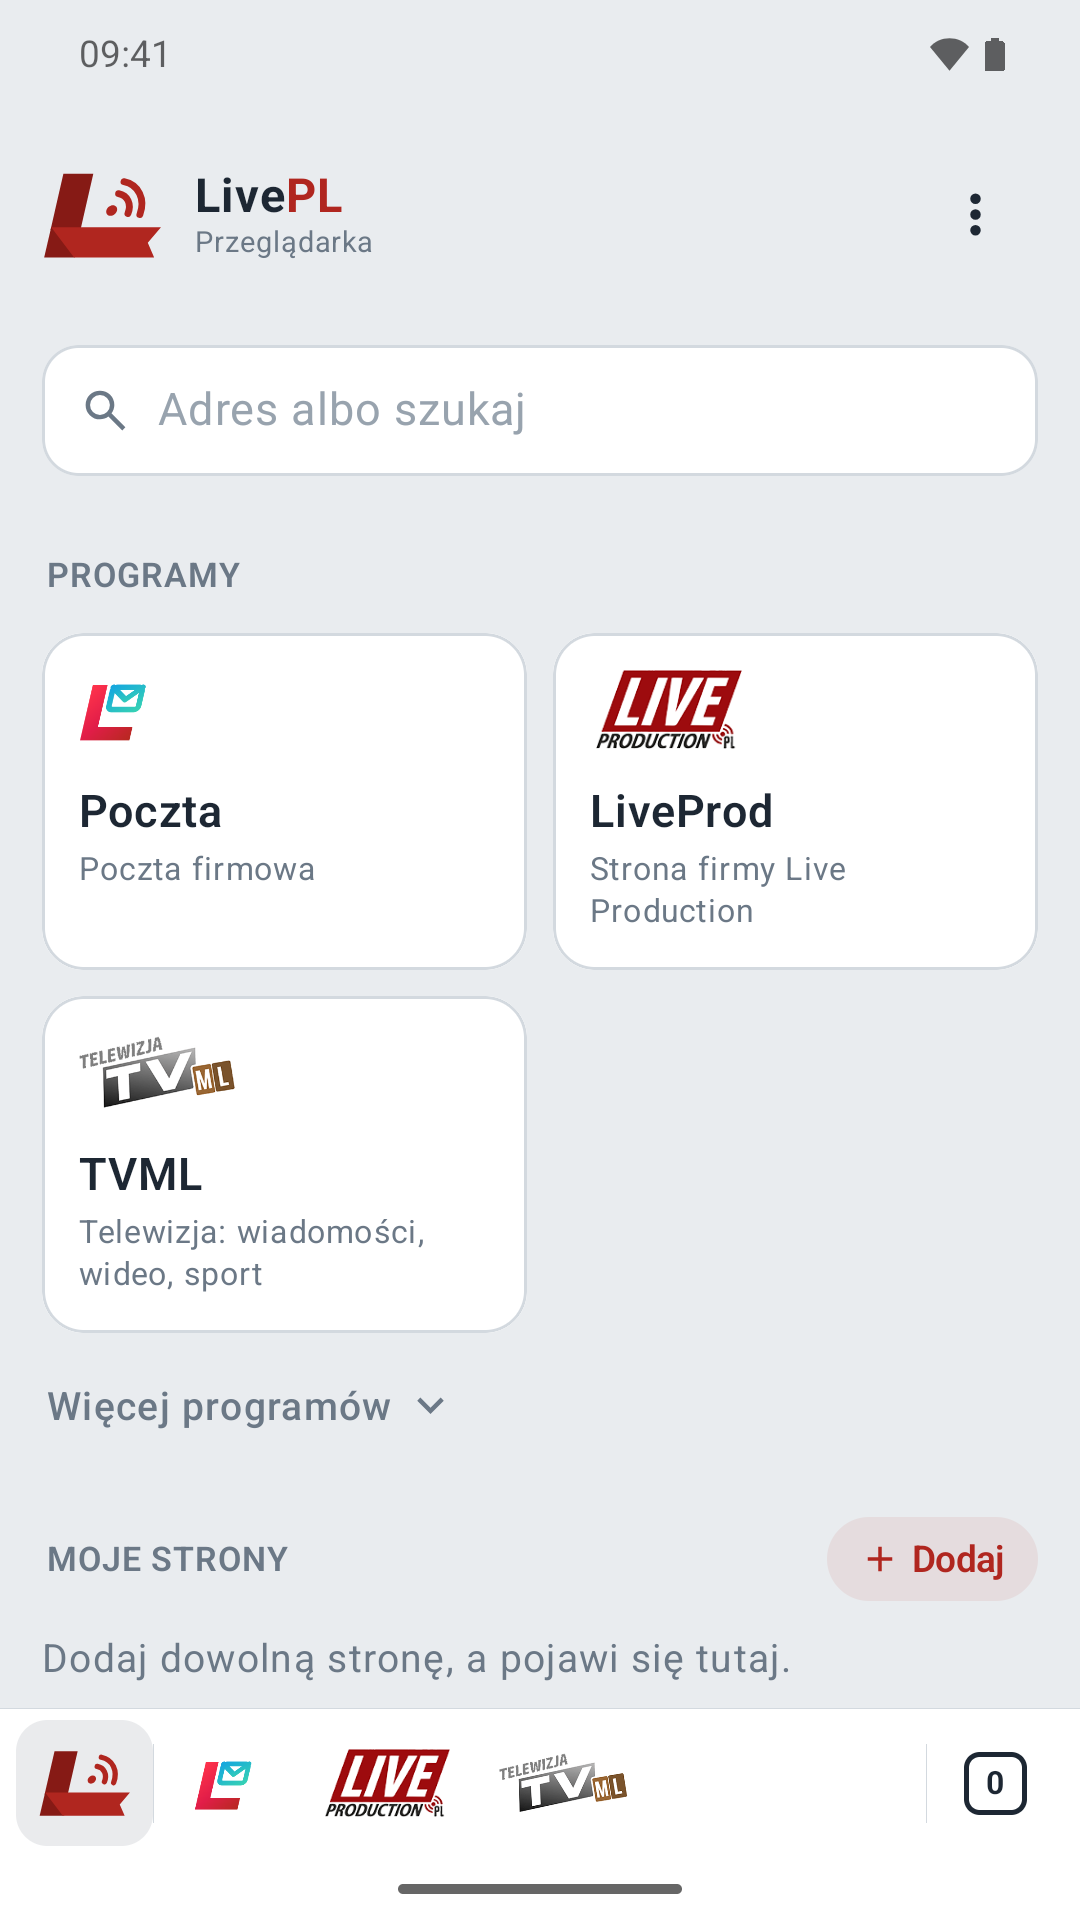 09:41
LivePL
Przeglądarka
Adres albo szukaj
PROGRAMY
LIVE
PRODUCTION PL
Poczta
Poczta firmowa
LiveProd
Strona firmy Live
Production
TELEWIZJA
TV ML
TVML
Telewizja: wiadomości,
wideo, sport
Więcej programów
MOJE STRONY
+ Dodaj
Dodaj dowolną stronę, a pojawi się tutaj.
LIVE
PRODUCTION PL
TELEWIZJA
TV ML
0